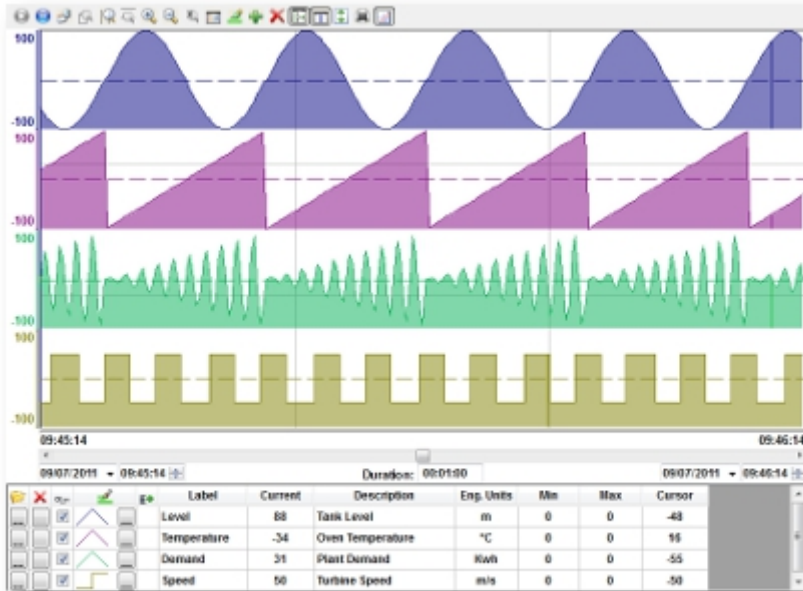 100
-100
100
-100
100
-100
100
-100
09:45:14 09:46:14
09/07/2011 09:45:14 Duration: 00:01:00 09/07/2011 09:46:14
Label Current Description Eng. Units Min Max Cursor
Level 88 Tank Level m 0 0 -48
Temperature -34 Oven Temperature °C 0 0 16
Demand 31 Plant Demand Kwh 0 0 -55
Speed 50 Turbine Speed m/s 0 0 -50